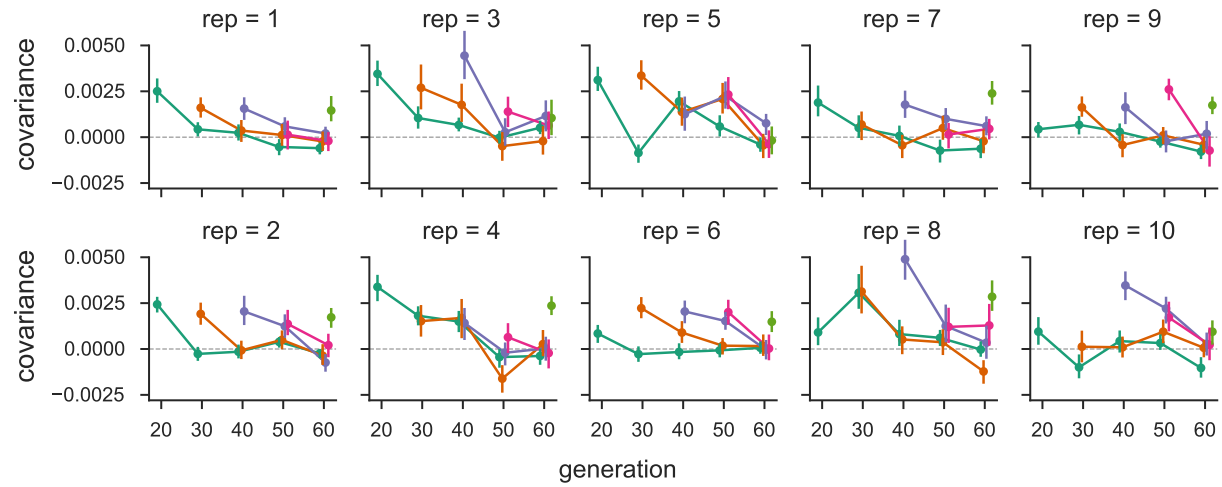 rep = 1 rep = 3 rep = 5 rep = 7 rep = 9
covariance
0.0050
0.0025
0.0000
−0.0025
rep = 2 rep = 4 rep = 6 rep = 8 rep = 10
covariance
0.0050
0.0025
0.0000
−0.0025
20 30 40 50 60 20 30 40 50 60 20 30 40 50 60 20 30 40 50 60 20 30 40 50 60
generation